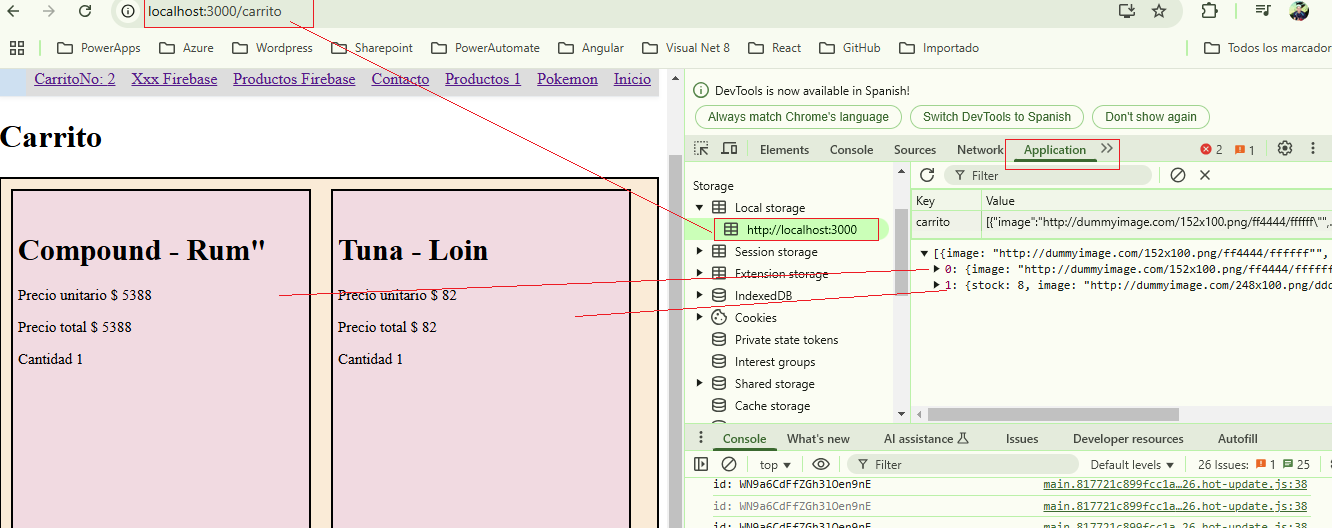 localhost:3000/carrito
PowerApps Azure Wordpress Sharepoint PowerAutomate Angular Visual Net 8 React GitHub Importado Todos los marcador
CarritoNo: 2 Xxx Firebase Productos Firebase Contacto Productos 1 Pokemon Inicio
Carrito
Compound - Rum"
Precio unitario $ 5388
Precio total $ 5388
Cantidad 1
Tuna - Loin
Precio unitario $ 82
Precio total $ 82
Cantidad 1
DevTools is now available in Spanish!
Always match Chrome's language Switch DevTools to Spanish Don't show again
Elements Console Sources Network Application 2 1
Storage
Local storage
http://localhost:3000
Session storage
Extension storage
IndexedDB
Cookies
Private state tokens
Interest groups
Shared storage
Cache storage
Filter
Key Value
carrito [{"image":"http://dummyimage.com/152x100.png/ff4444/ffffff\"",...
[{image: "http://dummyimage.com/152x100.png/ff4444/ffffff"",
0: {image: "http://dummyimage.com/152x100.png/ff4444/ffffff
1: {stock: 8, image: "http://dummyimage.com/248x100.png/ddd
Console What's new AI assistance Issues Developer resources Autofill
top Filter Default levels 26 Issues: 1 25
id: WN9a6CdFfZGh3lOen9nE main.817721c899fcc1a…26.hot-update.js:38
id: WN9a6CdFfZGh3lOen9nE main.817721c899fcc1a…26.hot-update.js:38
id: WN9a6CdFfZGh3lOen9nE main.817721c899fcc1a…26.hot-update.js:38